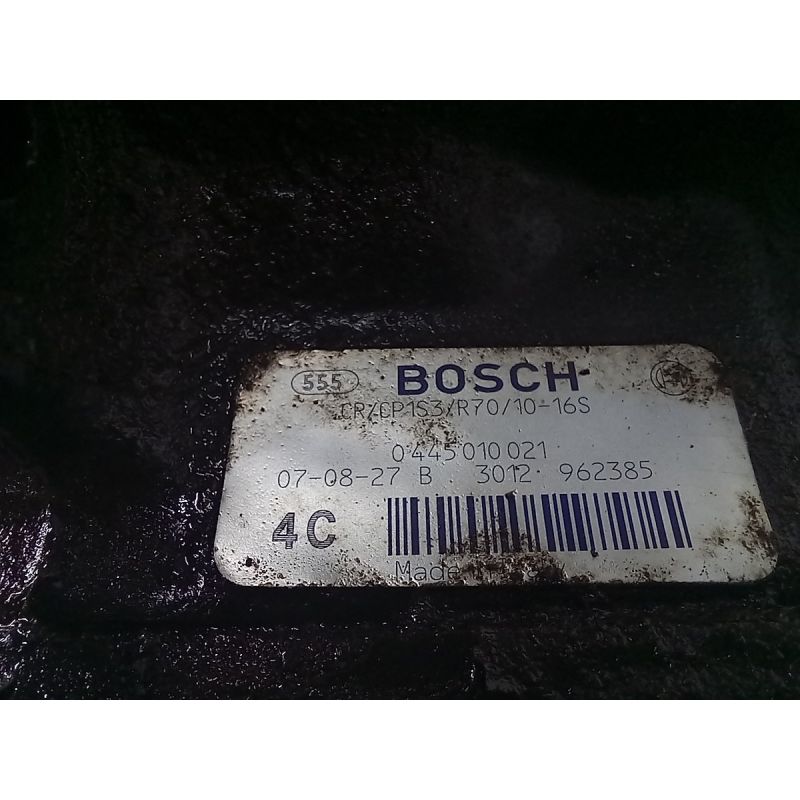 555 BOSCH
CR/CP1S3/R70/10-16S
0 445 010 021
07-08-27 B 3012 962385
4C
Made